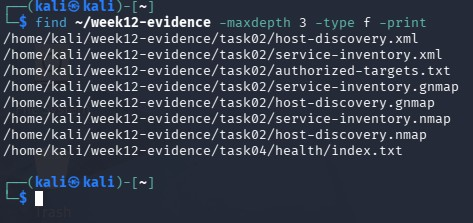 ┌──(kali㉿kali)-[~]
└─$ find ~/week12-evidence -maxdepth 3 -type f -print
/home/kali/week12-evidence/task02/host-discovery.xml
/home/kali/week12-evidence/task02/service-inventory.xml
/home/kali/week12-evidence/task02/authorized-targets.txt
/home/kali/week12-evidence/task02/service-inventory.gnmap
/home/kali/week12-evidence/task02/host-discovery.gnmap
/home/kali/week12-evidence/task02/service-inventory.nmap
/home/kali/week12-evidence/task02/host-discovery.nmap
/home/kali/week12-evidence/task04/health/index.txt
┌──(kali㉿kali)-[~]
└─$
Trash